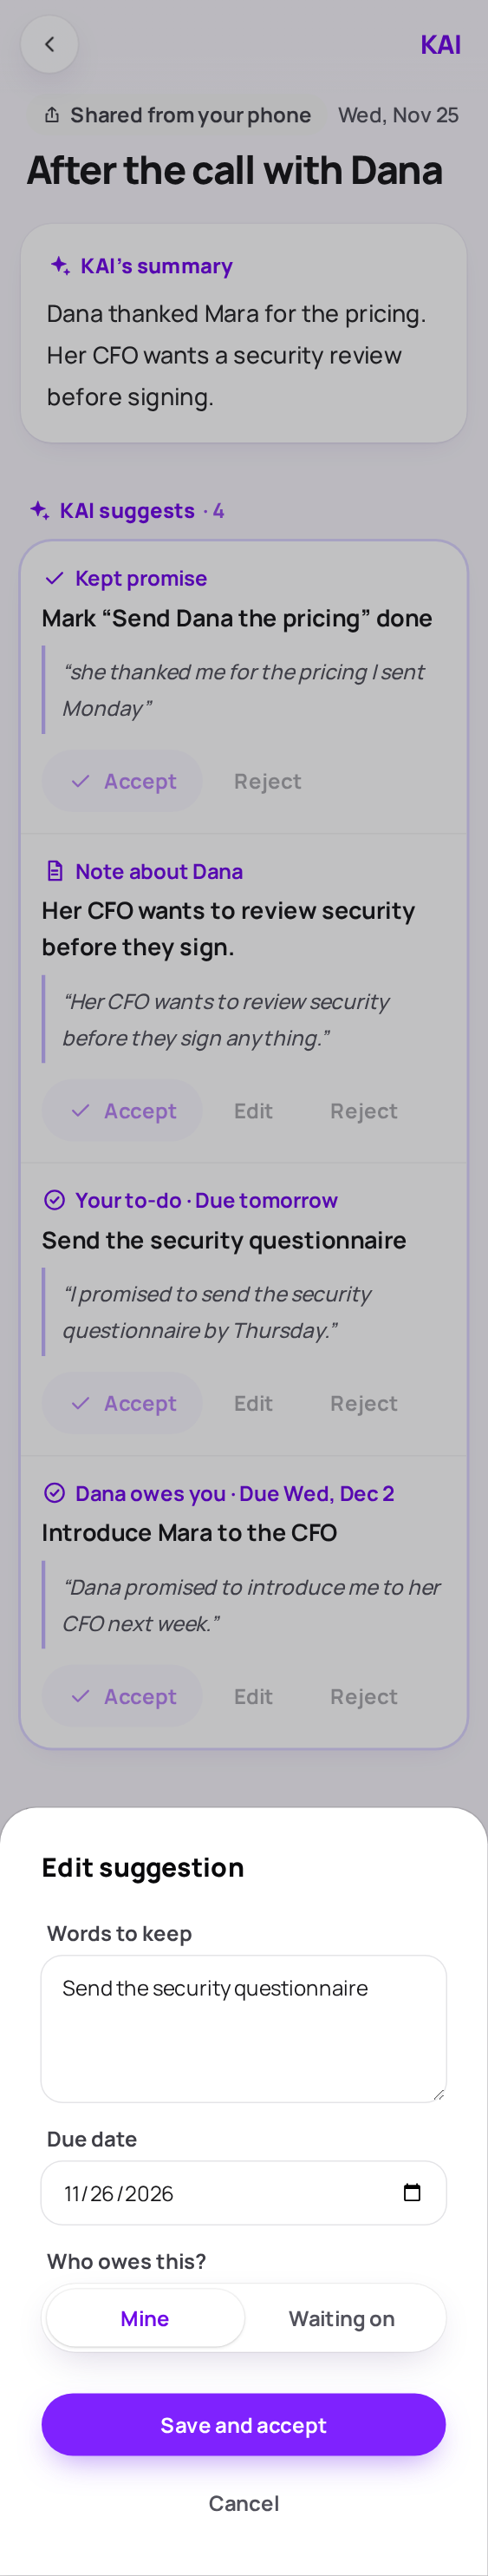 KAI
Shared from your phone Wed, Nov 25
After the call with Dana
KAI’s summary
Dana thanked Mara for the pricing.
Her CFO wants a security review
before signing.
KAI suggests · 4
Kept promise
Mark “Send Dana the pricing” done
“she thanked me for the pricing I sent
Monday”
Accept Reject
Note about Dana
Her CFO wants to review security
before they sign.
“Her CFO wants to review security
before they sign anything.”
Accept Edit Reject
Your to-do · Due tomorrow
Send the security questionnaire
“I promised to send the security
questionnaire by Thursday.”
Accept Edit Reject
Dana owes you · Due Wed, Dec 2
Introduce Mara to the CFO
“Dana promised to introduce me to her
CFO next week.”
Accept Edit Reject
Edit suggestion
Words to keep
Send the security questionnaire
Due date
11/26/2026
Who owes this?
Mine Waiting on
Save and accept
Cancel